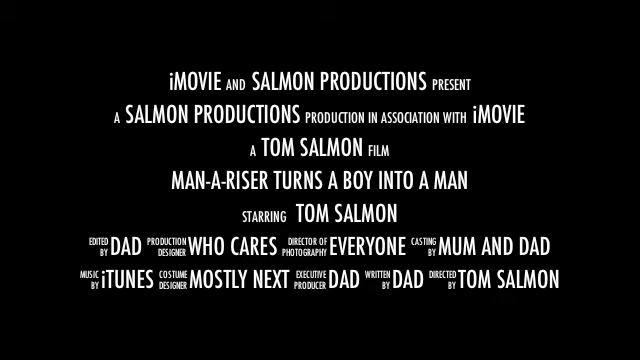 iMOVIE AND SALMON PRODUCTIONS PRESENT
A SALMON PRODUCTIONS PRODUCTION IN ASSOCIATION WITH iMOVIE
A TOM SALMON FILM
MAN-A-RISER TURNS A BOY INTO A MAN
STARRING TOM SALMON
EDITED BY DAD PRODUCTION DESIGNER WHO CARES DIRECTOR OF PHOTOGRAPHY EVERYONE CASTING BY MUM AND DAD
MUSIC BY iTUNES COSTUME DESIGNER MOSTLY NEXT EXECUTIVE PRODUCER DAD WRITTEN BY DAD DIRECTED BY TOM SALMON